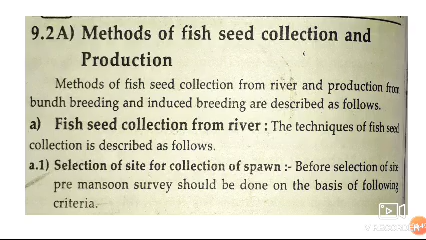 9.2A) Methods of fish seed collection and
Production
Methods of fish seed collection from river and production from
bundh breeding and induced breeding are described as follows.
a) Fish seed collection from river : The techniques of fish seed
collection is described as follows.
a.1) Selection of site for collection of spawn :- Before selection of site
pre mansoon survey should be done on the basis of following
criteria.